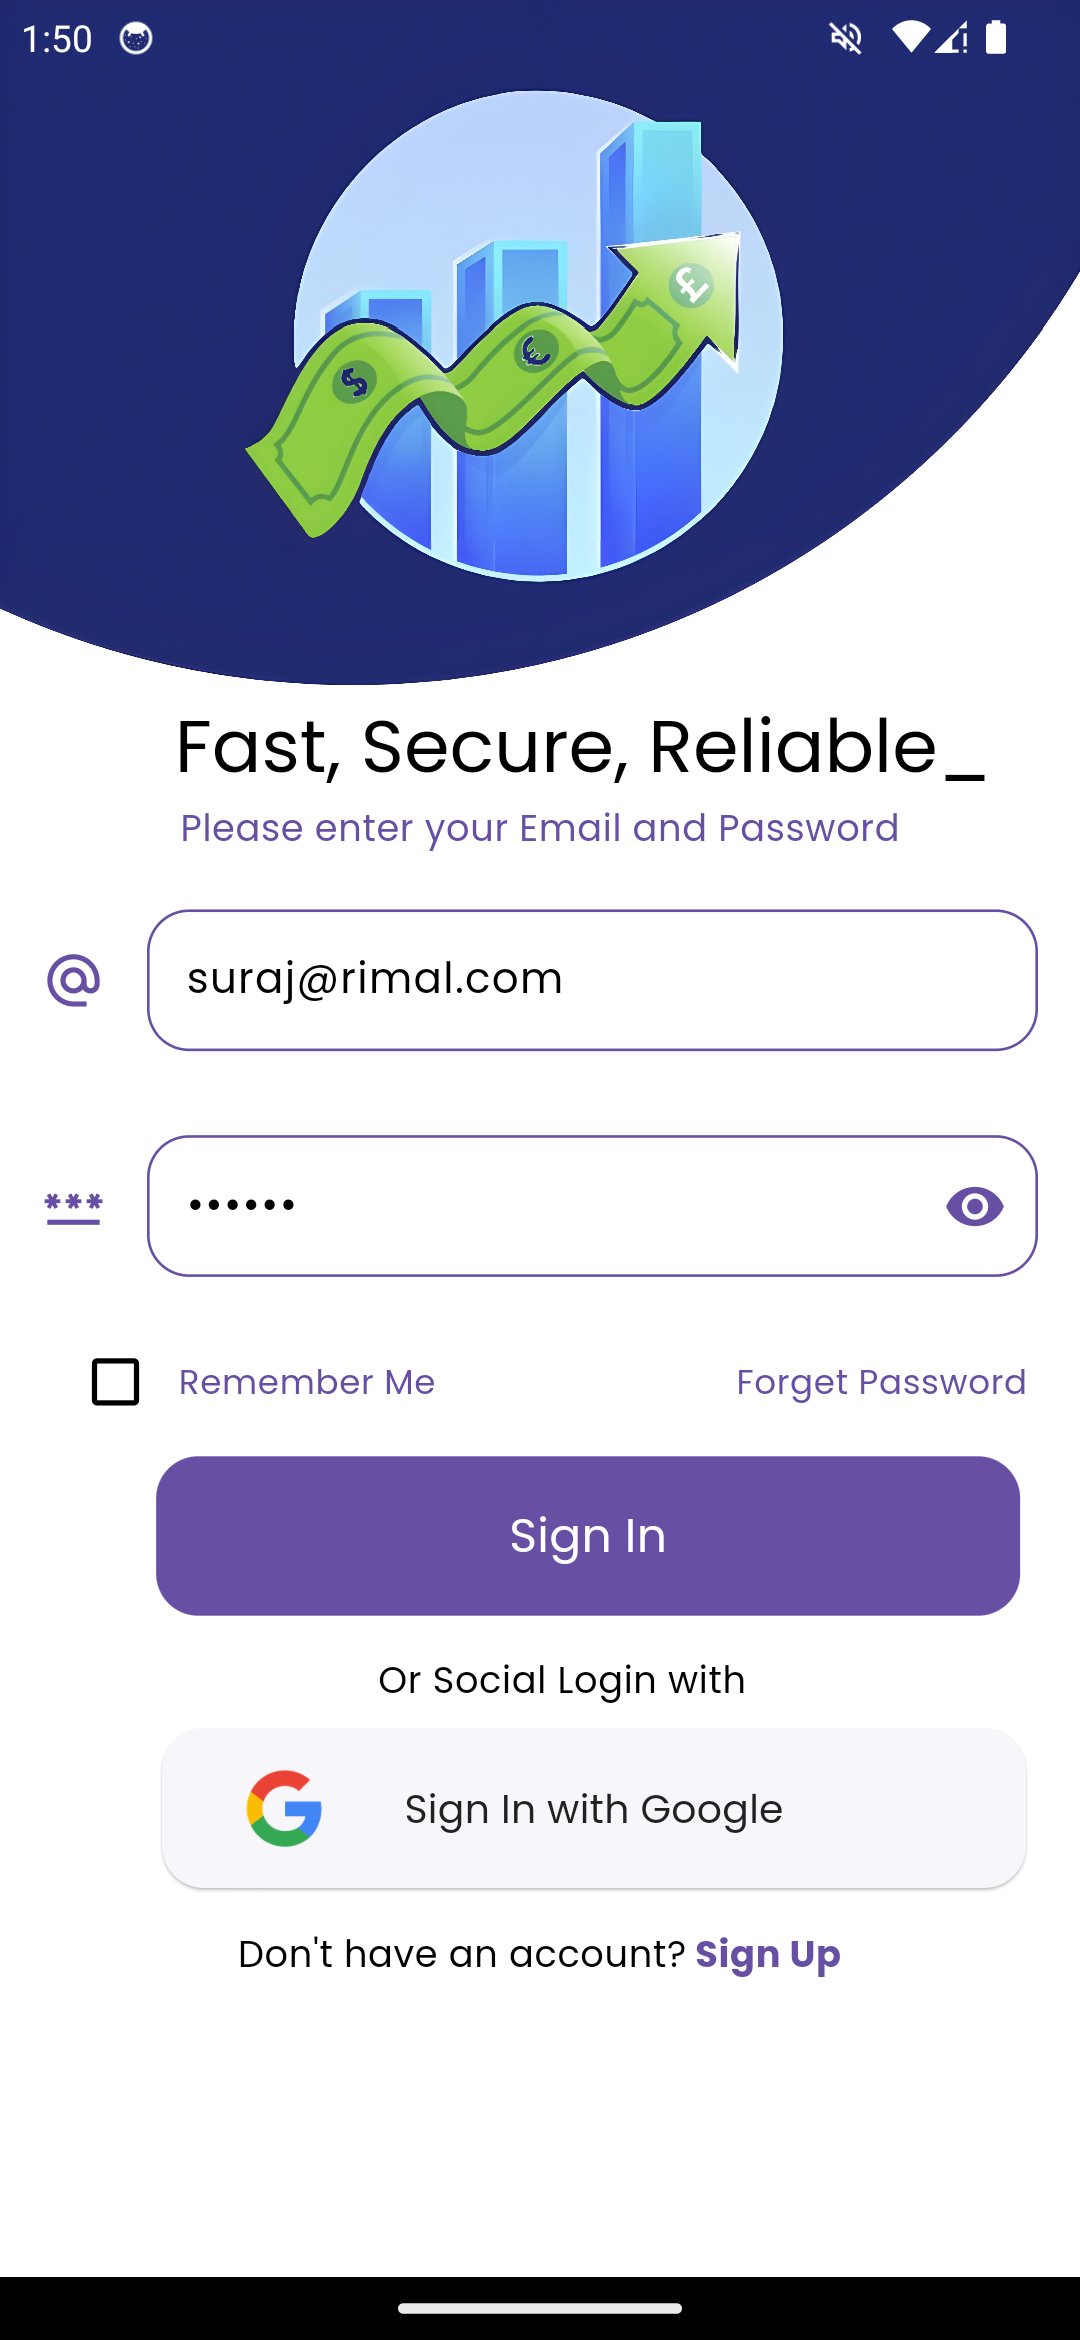 1:50
$
€
£
Fast, Secure, Reliable_
Please enter your Email and Password
@
suraj@rimal.com
***
••••••
Remember Me
Forget Password
Sign In
Or Social Login with
G
Sign In with Google
Don't have an account? Sign Up